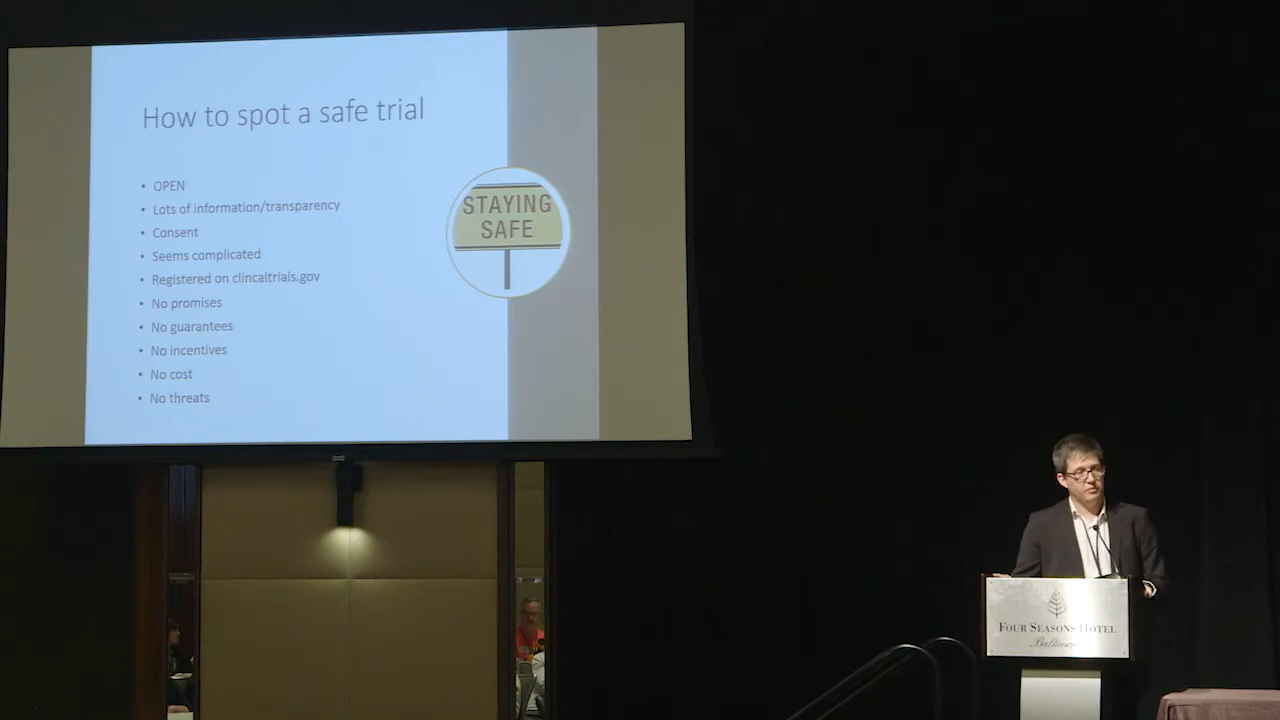 How to spot a safe trial
• OPEN
• Lots of information/transparency
• Consent
• Seems complicated
• Registered on clincaltrials.gov
• No promises
• No guarantees
• No incentives
• No cost
• No threats
STAYING
SAFE
FOUR SEASONS HOTEL
Baltimore